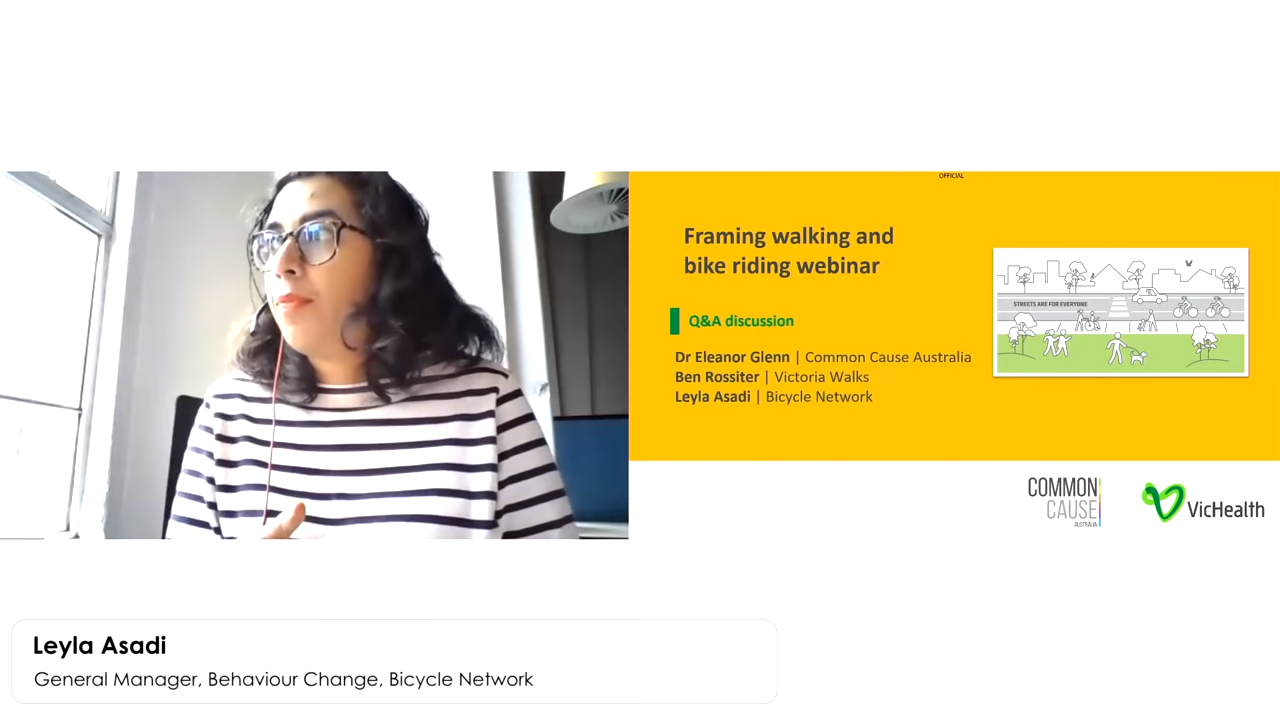 OFFICIAL
Framing walking and
bike riding webinar
Q&A discussion
Dr Eleanor Glenn | Common Cause Australia
Ben Rossiter | Victoria Walks
Leyla Asadi | Bicycle Network
STREETS ARE FOR EVERYONE
COMMON
CAUSE
AUSTRALIA
VicHealth
Leyla Asadi
General Manager, Behaviour Change, Bicycle Network